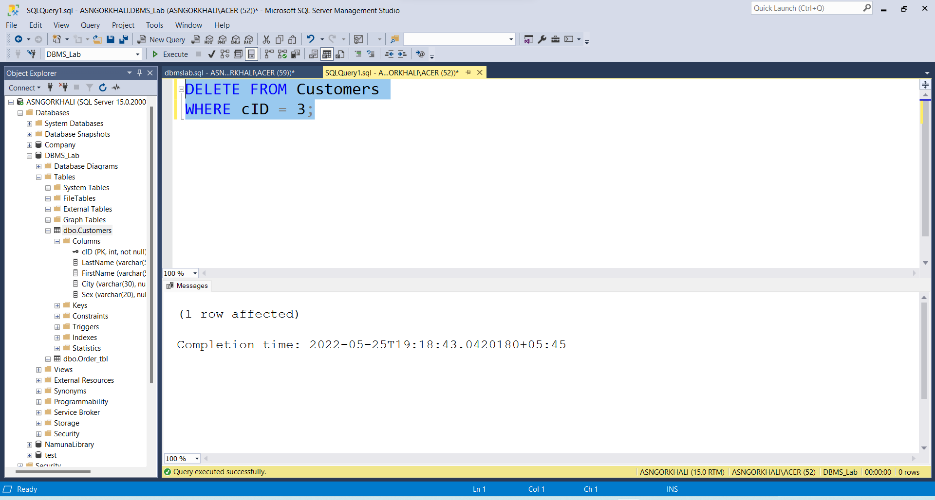 SQLQuery1.sql - ASNGORKHALI.DBMS_Lab (ASNGORKHALI\ACER (52))* - Microsoft SQL Server Management Studio
Quick Launch (Ctrl+Q)
File Edit View Query Project Tools Window Help
New Query
DBMS_Lab Execute
Object Explorer
dbmslab.sql - ASN...RKHALI\ACER (59))*
SQLQuery1.sql - A...ORKHALI\ACER (52))*
Connect
ASNGORKHALI (SQL Server 15.0.2000
Databases
System Databases
Database Snapshots
Company
DBMS_Lab
Database Diagrams
Tables
System Tables
FileTables
External Tables
Graph Tables
dbo.Customers
Columns
cID (PK, int, not null)
LastName (varchar(
FirstName (varchar(
City (varchar(30), nu
Sex (varchar(20), nul
Keys
Constraints
Triggers
Indexes
Statistics
dbo.Order_tbl
Views
External Resources
Synonyms
Programmability
Service Broker
Storage
Security
NamunaLibrary
test
Security
DELETE FROM Customers
WHERE cID = 3;
100 %
Messages
(1 row affected)
Completion time: 2022-05-25T19:18:43.0420180+05:45
100 %
Query executed successfully.
ASNGORKHALI (15.0 RTM) ASNGORKHALI\ACER (52) DBMS_Lab 00:00:00 0 rows
Ready Ln 1 Col 1 Ch 1 INS